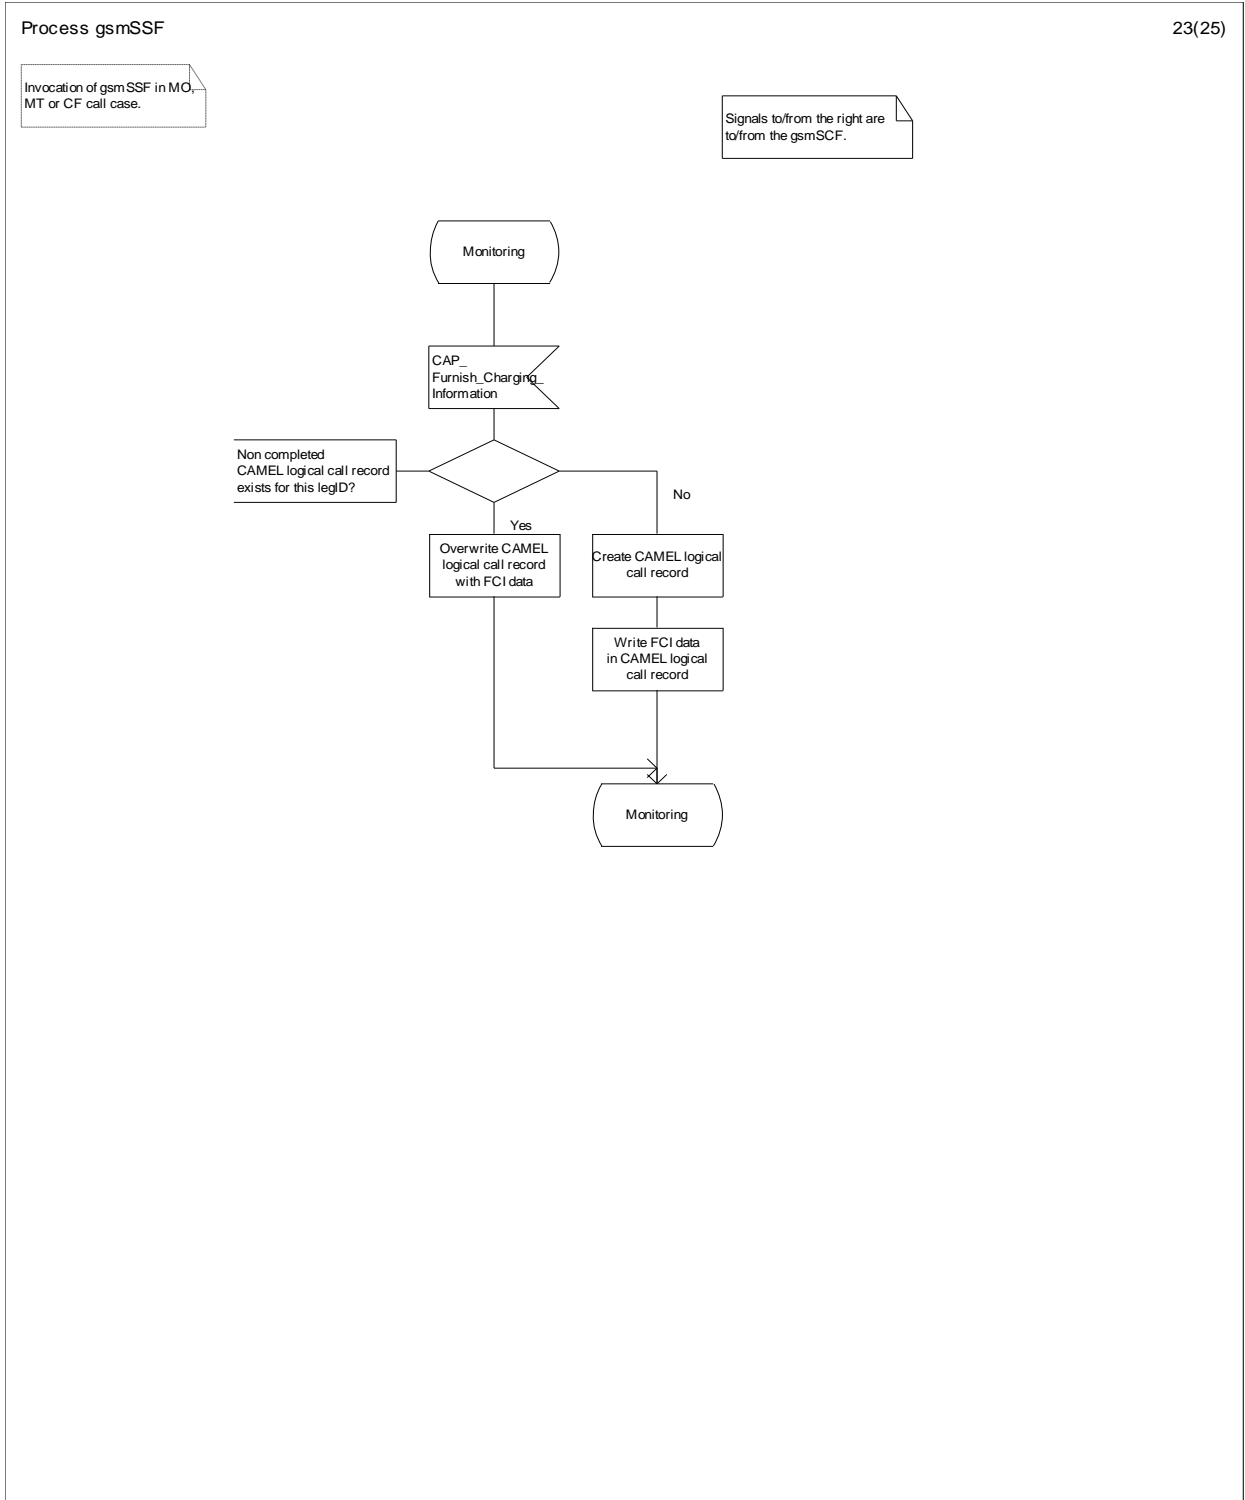 Process gsmSSF
23(25)
Invocation of gsmSSF in MO,
MT or CF call case.
Signals to/from the right are
to/from the gsmSCF.
Monitoring
CAP_
Furnish_Charging_
Information
Non completed
CAMEL logical call record
exists for this legID?
No
Yes
Overwrite CAMEL
logical call record
with FCI data
Create CAMEL logical
call record
Write FCI data
in CAMEL logical
call record
Monitoring